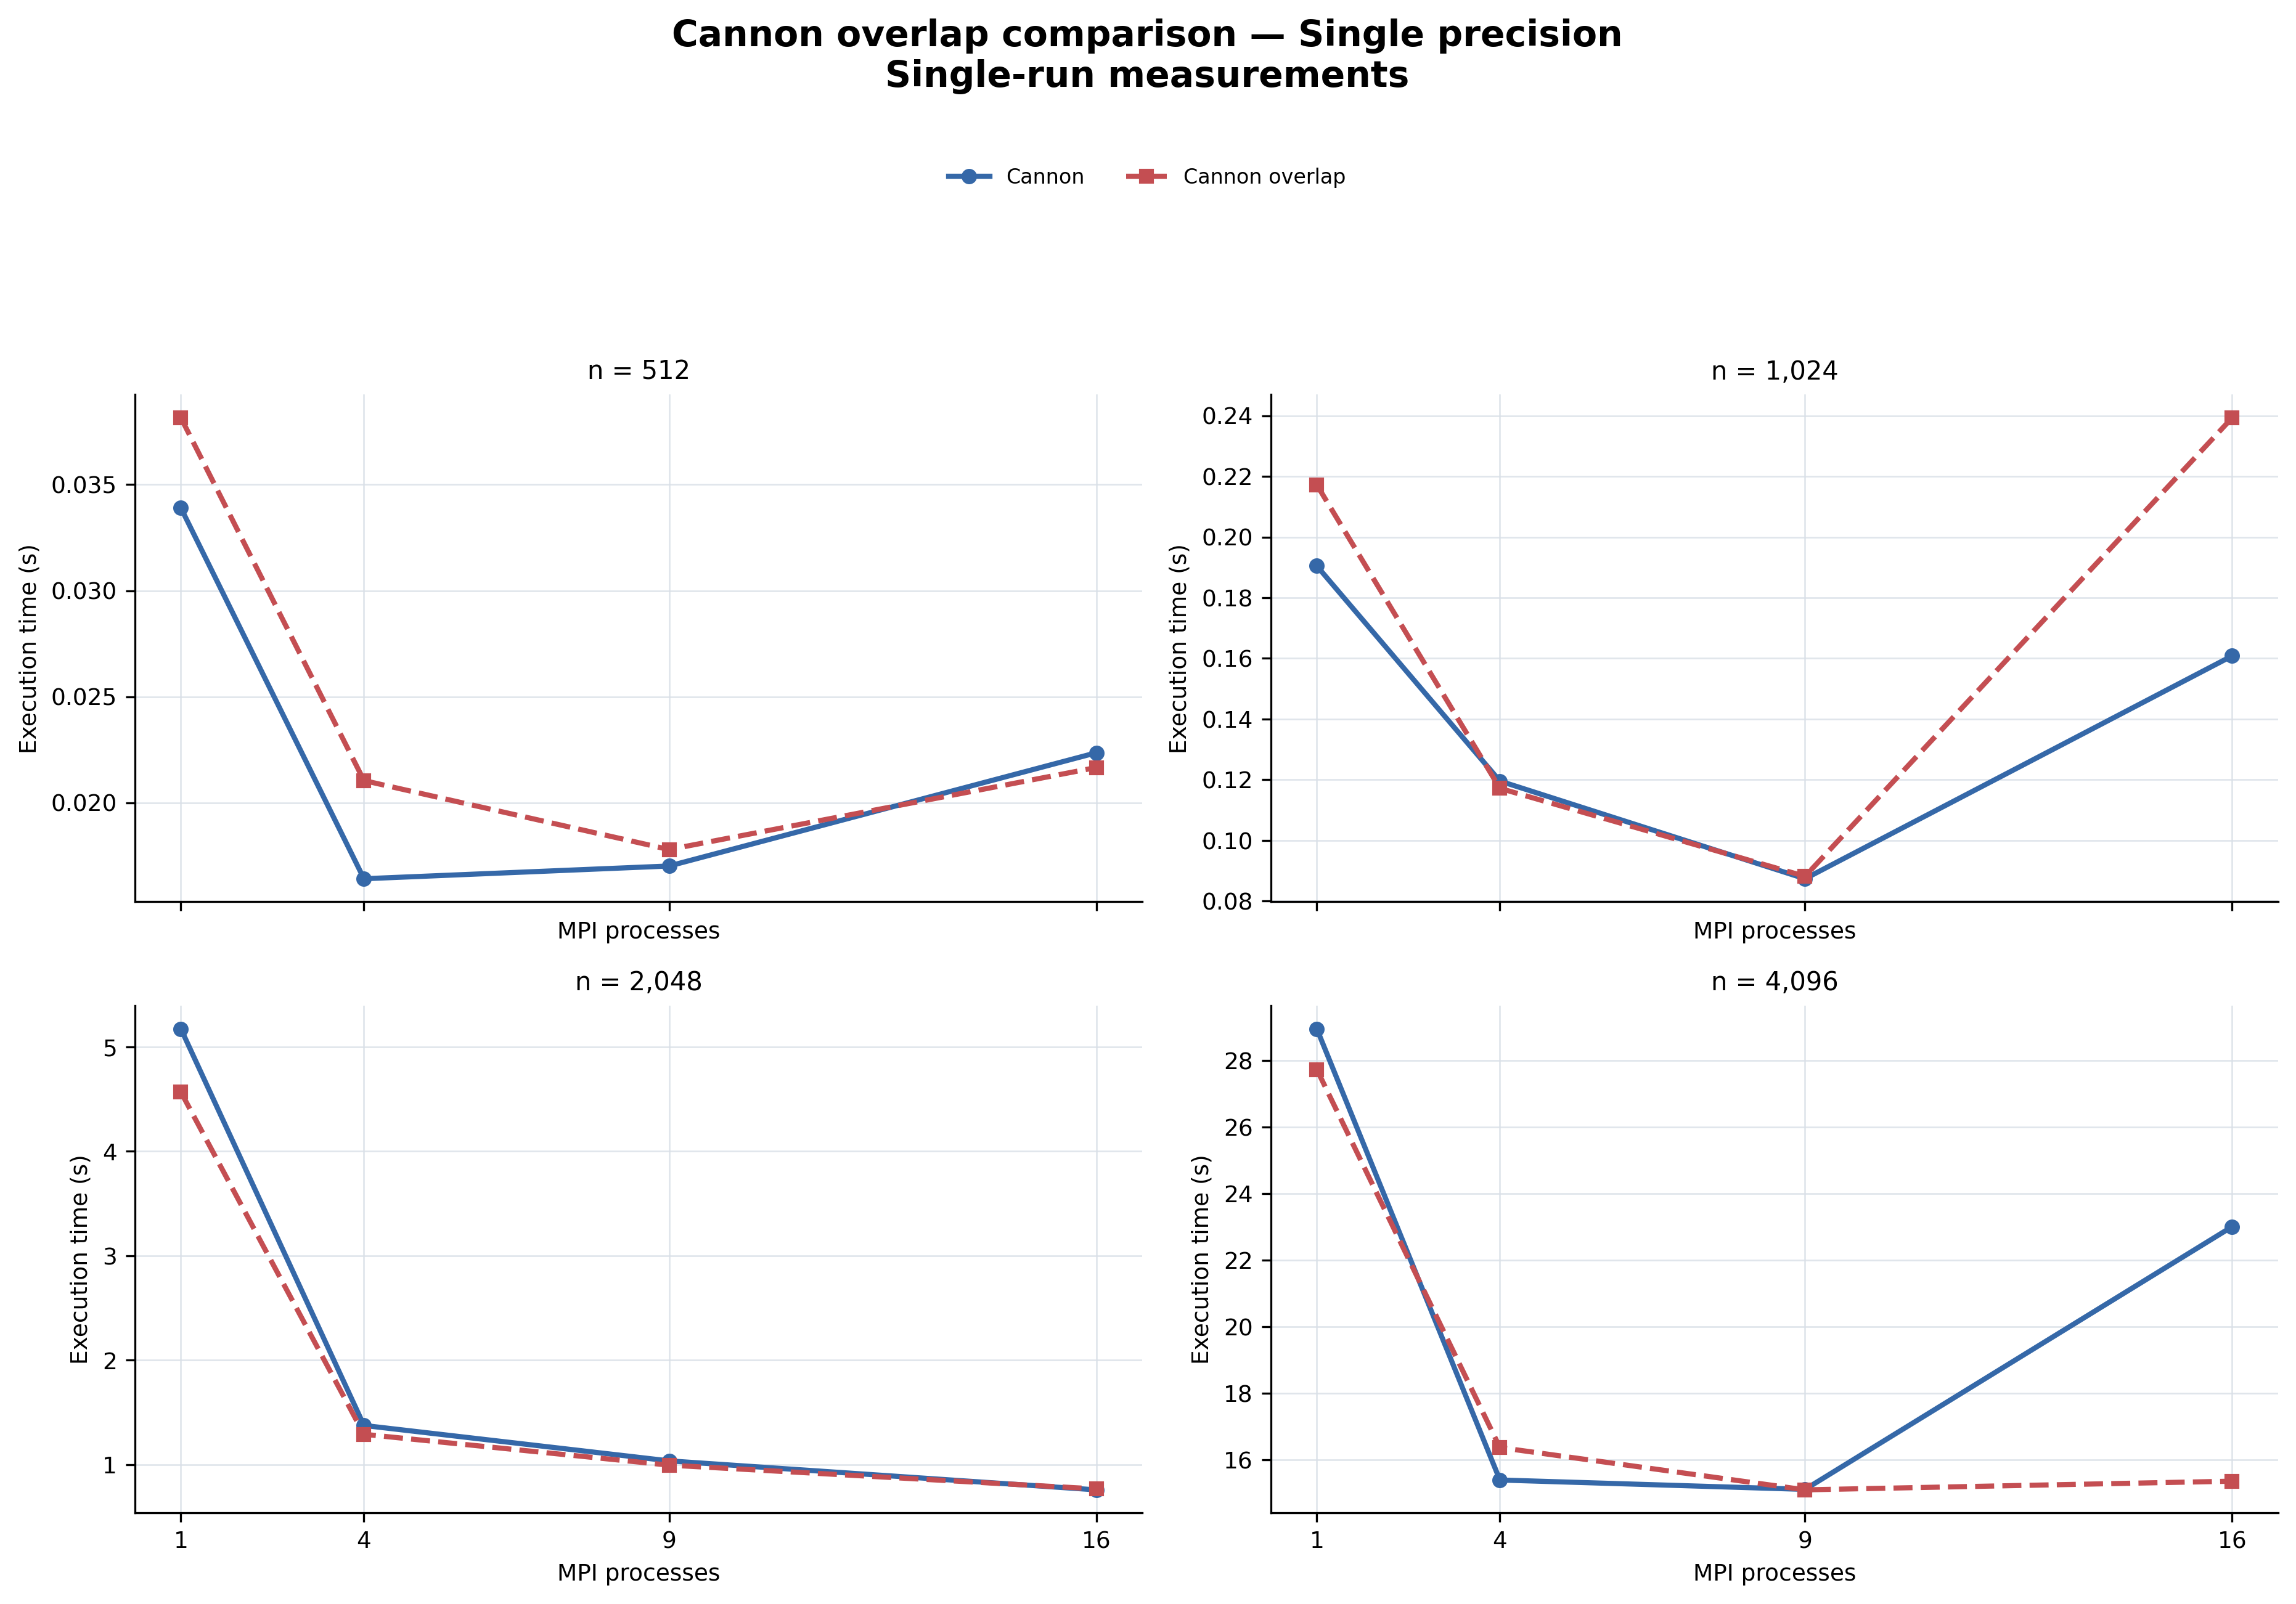 Cannon overlap comparison — Single precision
Single-run measurements
Cannon
Cannon overlap
n = 512
Execution time (s)
0.035
0.030
0.025
0.020
MPI processes
n = 1,024
Execution time (s)
0.24
0.22
0.20
0.18
0.16
0.14
0.12
0.10
0.08
MPI processes
n = 2,048
Execution time (s)
5
4
3
2
1
1 4 9 16
MPI processes
n = 4,096
Execution time (s)
28
26
24
22
20
18
16
1 4 9 16
MPI processes